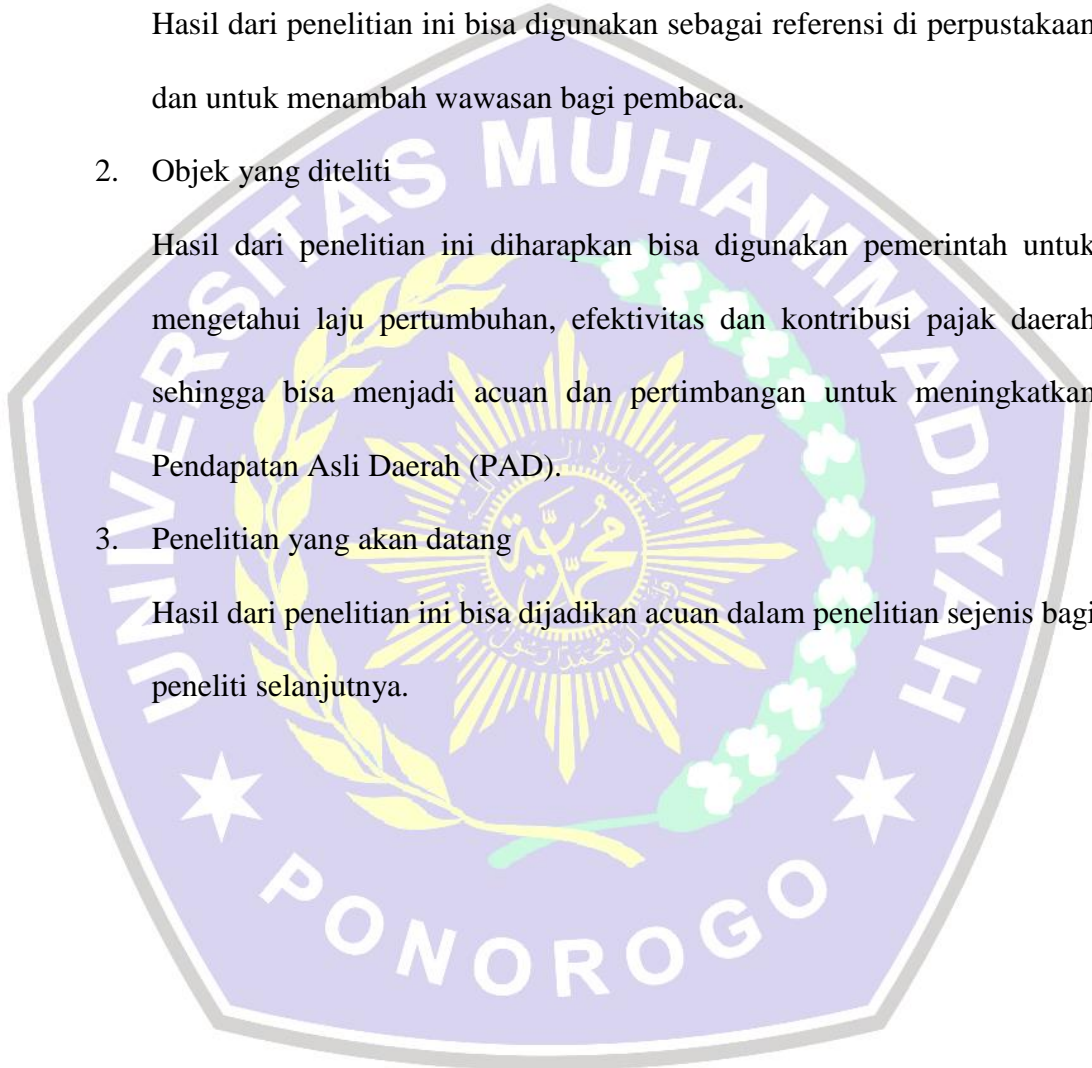 Hasil dari penelitian ini bisa digunakan sebagai referensi di perpustakaan
dan untuk menambah wawasan bagi pembaca.
2. Objek yang diteliti
Hasil dari penelitian ini diharapkan bisa digunakan pemerintah untuk
mengetahui laju pertumbuhan, efektivitas dan kontribusi pajak daerah
sehingga bisa menjadi acuan dan pertimbangan untuk meningkatkan
Pendapatan Asli Daerah (PAD).
3. Penelitian yang akan datang
Hasil dari penelitian ini bisa dijadikan acuan dalam penelitian sejenis bagi
peneliti selanjutnya.
UNIVERSITAS MUHAMMADIYAH
PONOROGO
محمدية